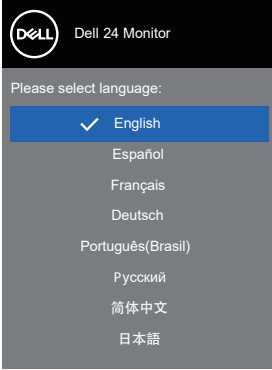 DELL
Dell 24 Monitor
Please select language:
English
Español
Français
Deutsch
Português(Brasil)
Русский
简体中文
日本語